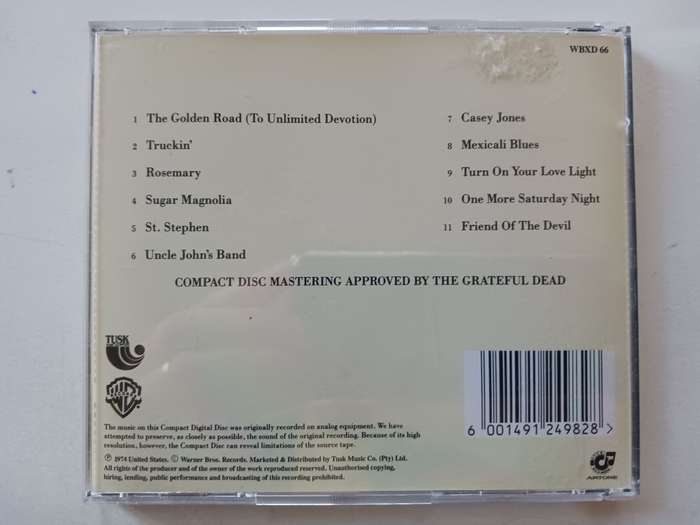 WBXD 66
1 The Golden Road (To Unlimited Devotion)
2 Truckin'
3 Rosemary
4 Sugar Magnolia
5 St. Stephen
6 Uncle John's Band
7 Casey Jones
8 Mexicali Blues
9 Turn On Your Love Light
10 One More Saturday Night
11 Friend Of The Devil
COMPACT DISC MASTERING APPROVED BY THE GRATEFUL DEAD
TUSK
The music on this Compact Digital Disc was originally recorded on analog equipment. We have
attempted to preserve, as closely as possible, the sound of the original recording. Because of its high
resolution, however, the Compact Disc can reveal limitations of the source tape.
℗ 1974 United States. © Warner Bros. Records. Marketed & Distributed by Tusk Music Co. (Pty) Ltd.
All rights of the producer and of the owner of the work reproduced reserved. Unauthorised copying,
hiring, lending, public performance and broadcasting of this recording prohibited.
6 001491 249828 >
ARTONE